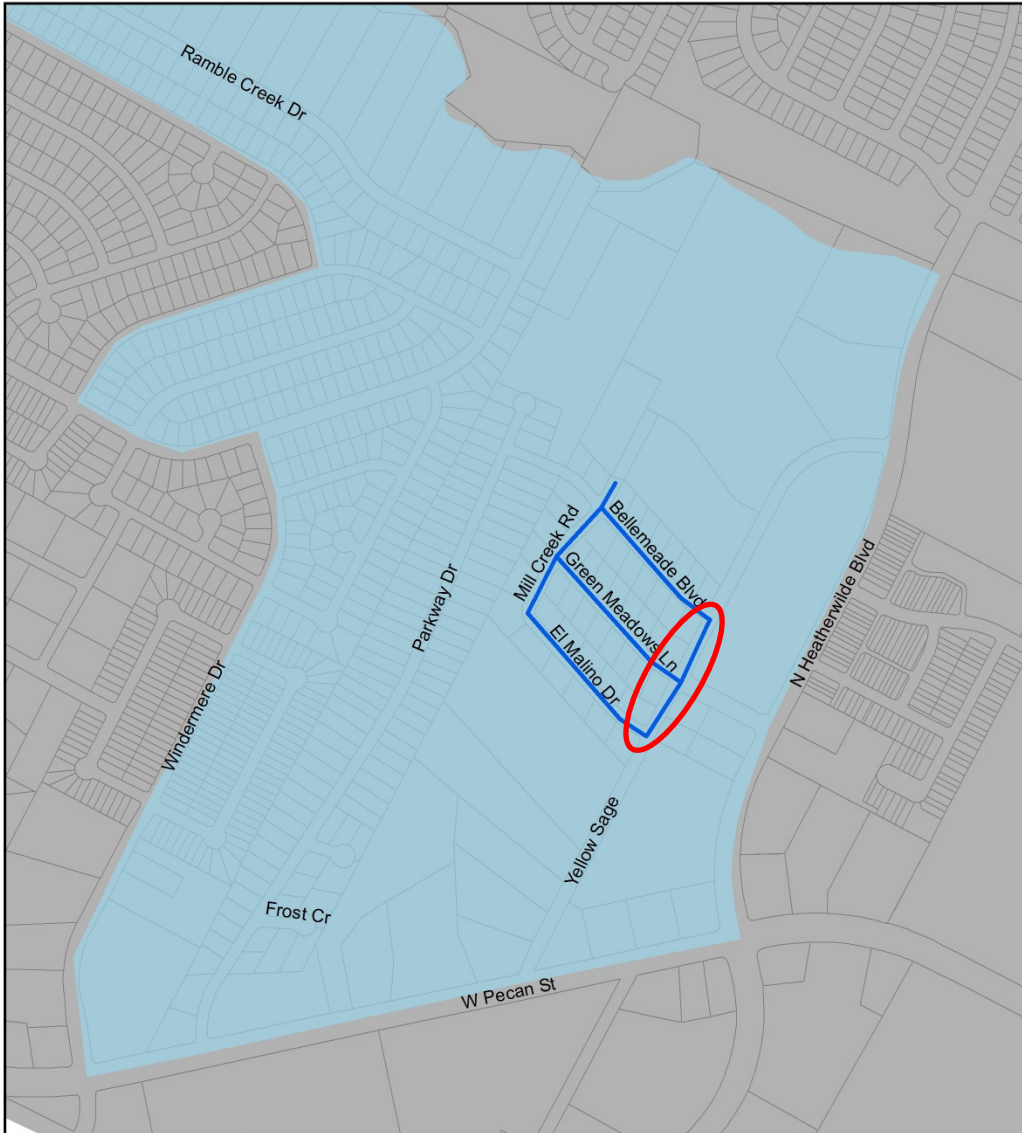 Ramble Creek Dr
Mill Creek Rd
Bellemeade Blvd
Green Meadows Ln
El Malino Dr
Parkway Dr
N Heatherwilde Blvd
Windermere Dr
Yellow Sage
Frost Cr
W Pecan St